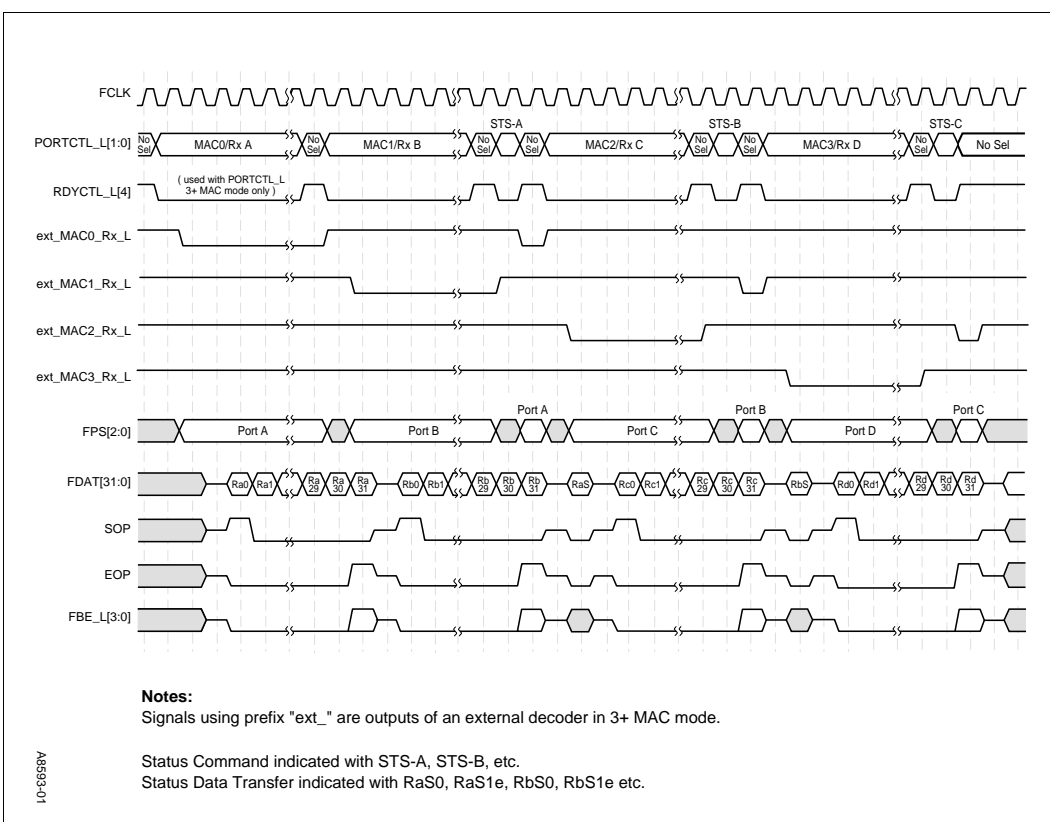 FCLK
STS-A STS-B STS-C
PORTCTL_L[1:0] No Sel MAC0/Rx A No Sel MAC1/Rx B No Sel No Sel MAC2/Rx C No Sel No Sel MAC3/Rx D No Sel No Sel
( used with PORTCTL_L
3+ MAC mode only )
RDYCTL_L[4]
ext_MAC0_Rx_L
ext_MAC1_Rx_L
ext_MAC2_Rx_L
ext_MAC3_Rx_L
Port A Port B Port C
FPS[2:0] Port A Port B Port C Port D
FDAT[31:0] Ra0 Ra1 Ra 29 Ra 30 Ra 31 Rb0 Rb1 Rb 29 Rb 30 Rb 31 RaS Rc0 Rc1 Rc 29 Rc 30 Rc 31 RbS Rd0 Rd1 Rd 29 Rd 30 Rd 31
SOP
EOP
FBE_L[3:0]
Notes:
Signals using prefix "ext_" are outputs of an external decoder in 3+ MAC mode.
Status Command indicated with STS-A, STS-B, etc.
Status Data Transfer indicated with RaS0, RaS1e, RbS0, RbS1e etc.
A8593-01